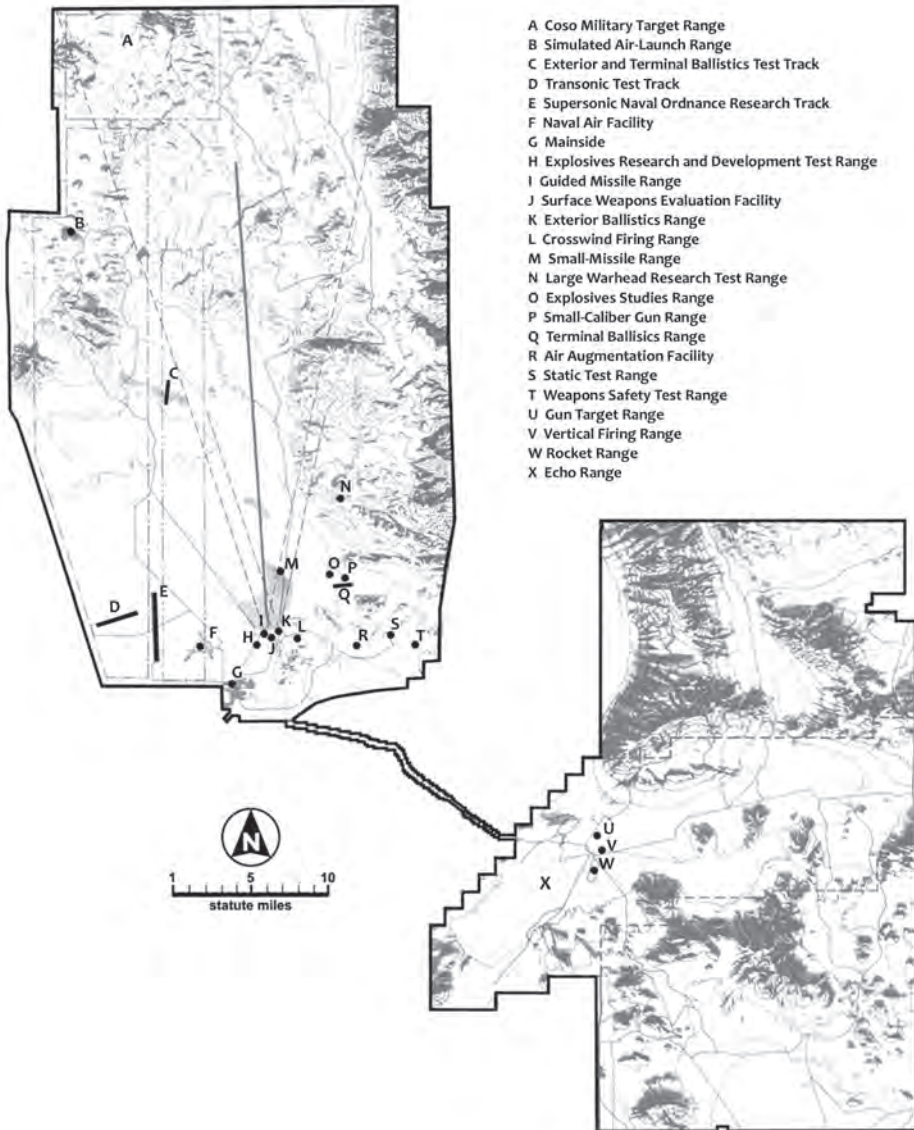 A Coso Military Target Range
B Simulated Air-Launch Range
C Exterior and Terminal Ballistics Test Track
D Transonic Test Track
E Supersonic Naval Ordnance Research Track
F Naval Air Facility
G Mainside
H Explosives Research and Development Test Range
I Guided Missile Range
J Surface Weapons Evaluation Facility
K Exterior Ballistics Range
L Crosswind Firing Range
M Small-Missile Range
N Large Warhead Research Test Range
O Explosives Studies Range
P Small-Caliber Gun Range
Q Terminal Ballisics Range
R Air Augmentation Facility
S Static Test Range
T Weapons Safety Test Range
U Gun Target Range
V Vertical Firing Range
W Rocket Range
X Echo Range
A
B
C
N
M
O
P
Q
E
D
F
I
K
H
J
L
R
S
T
G
N
1 5 10
statute miles
U
V
W
X